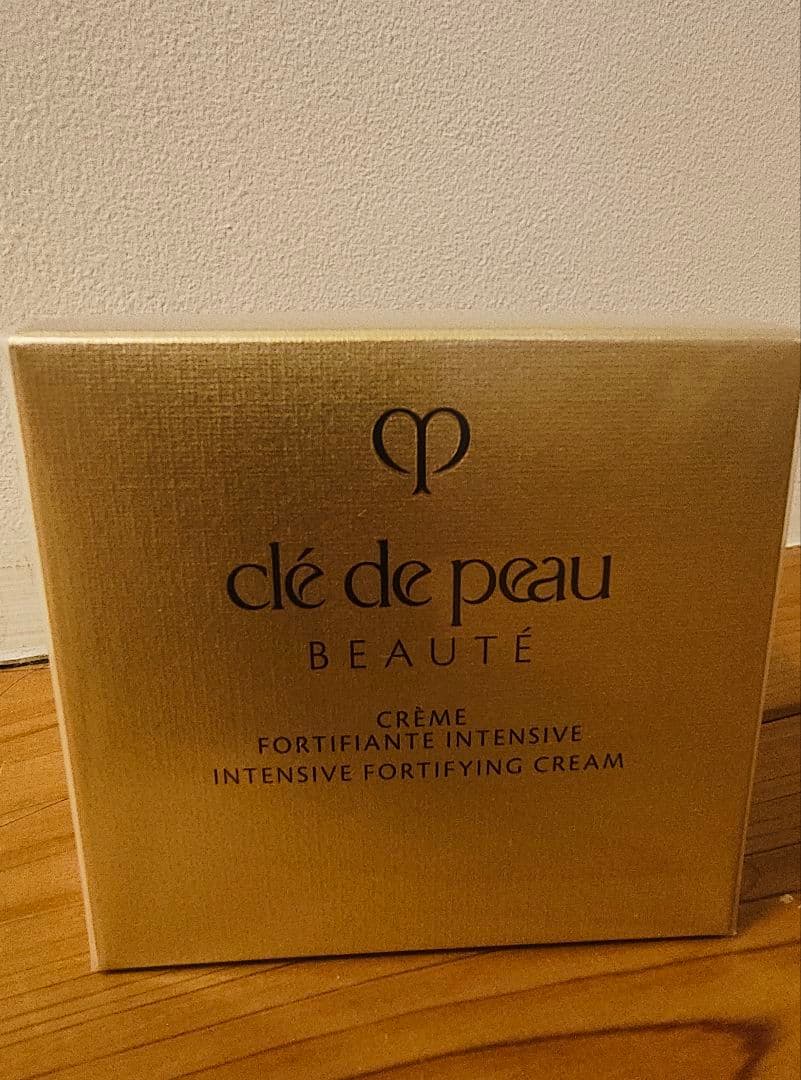 clé de peau
BEAUTÉ
CRÈME
FORTIFIANTE INTENSIVE
INTENSIVE FORTIFYING CREAM